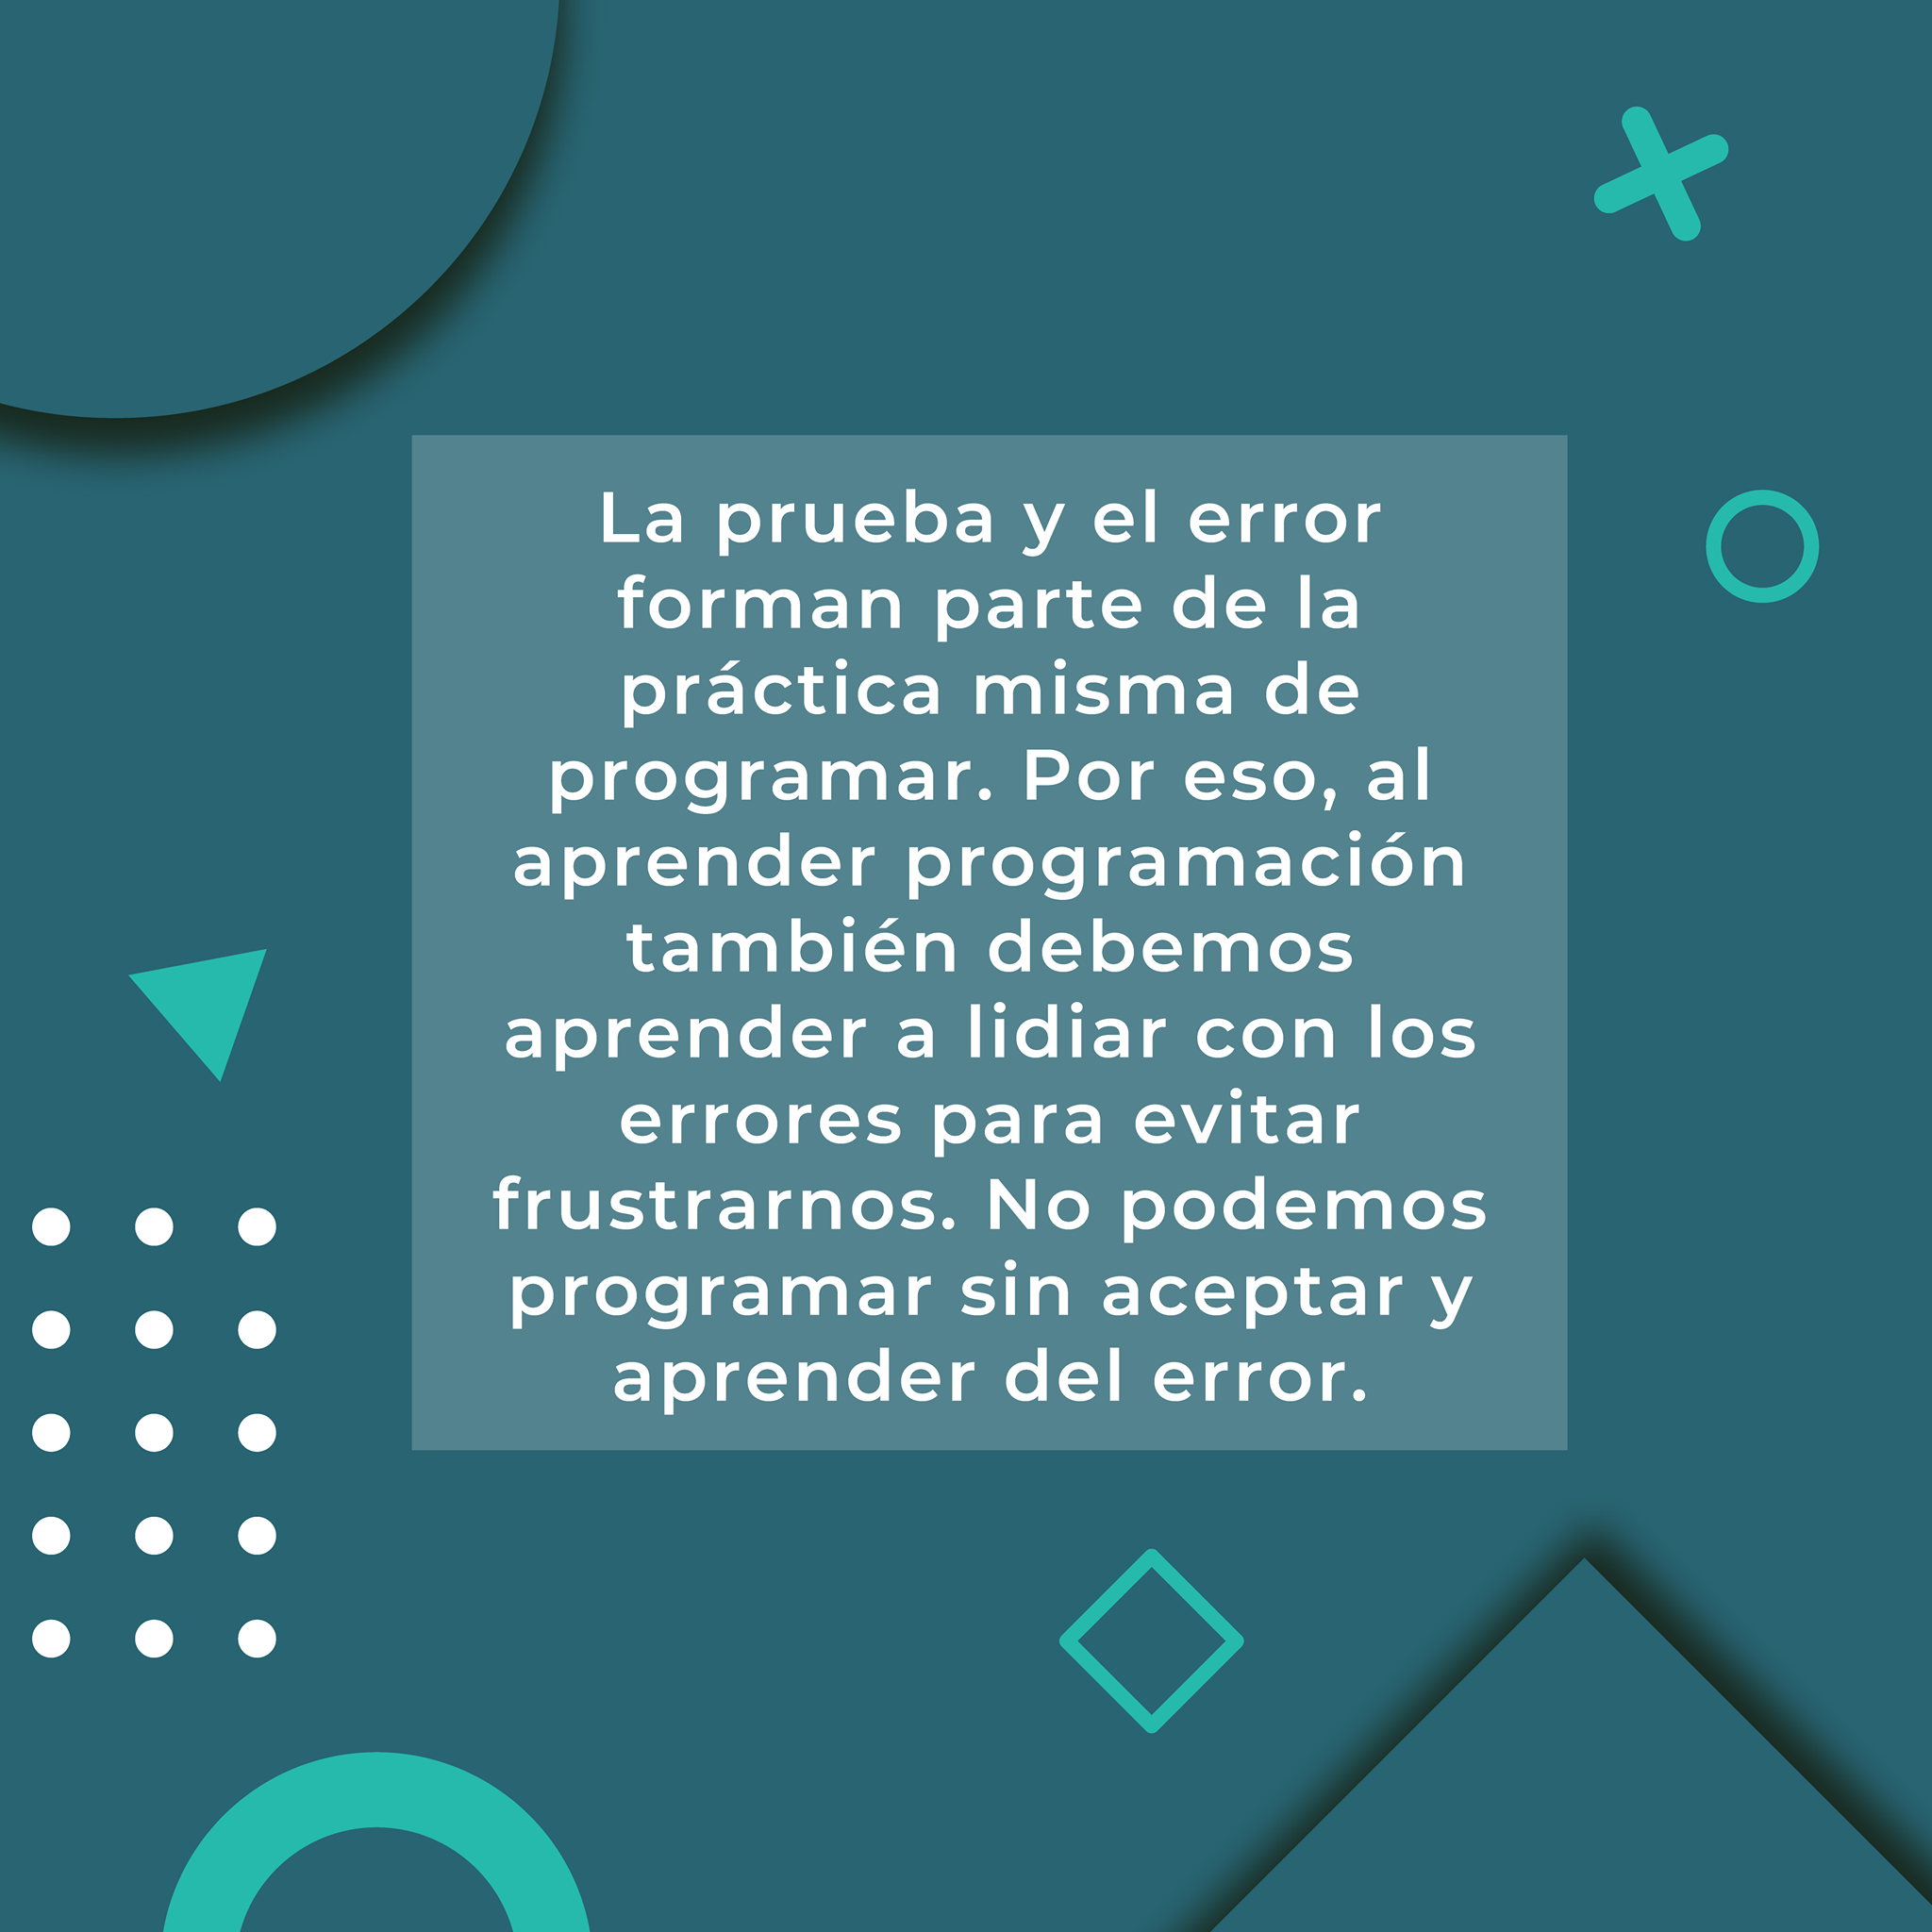 La prueba y el error
forman parte de la
práctica misma de
programar. Por eso, al
aprender programación
también debemos
aprender a lidiar con los
errores para evitar
frustrarnos. No podemos
programar sin aceptar y
aprender del error.